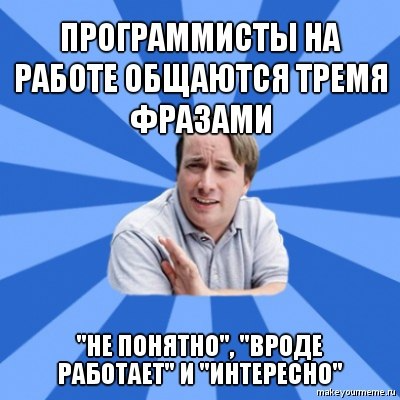 ПРОГРАММИСТЫ НА
РАБОТЕ ОБЩАЮТСЯ ТРЕМЯ
ФРАЗАМИ
"НЕ ПОНЯТНО", "ВРОДЕ
РАБОТАЕТ" И "ИНТЕРЕСНО"
makeyourmeme.ru